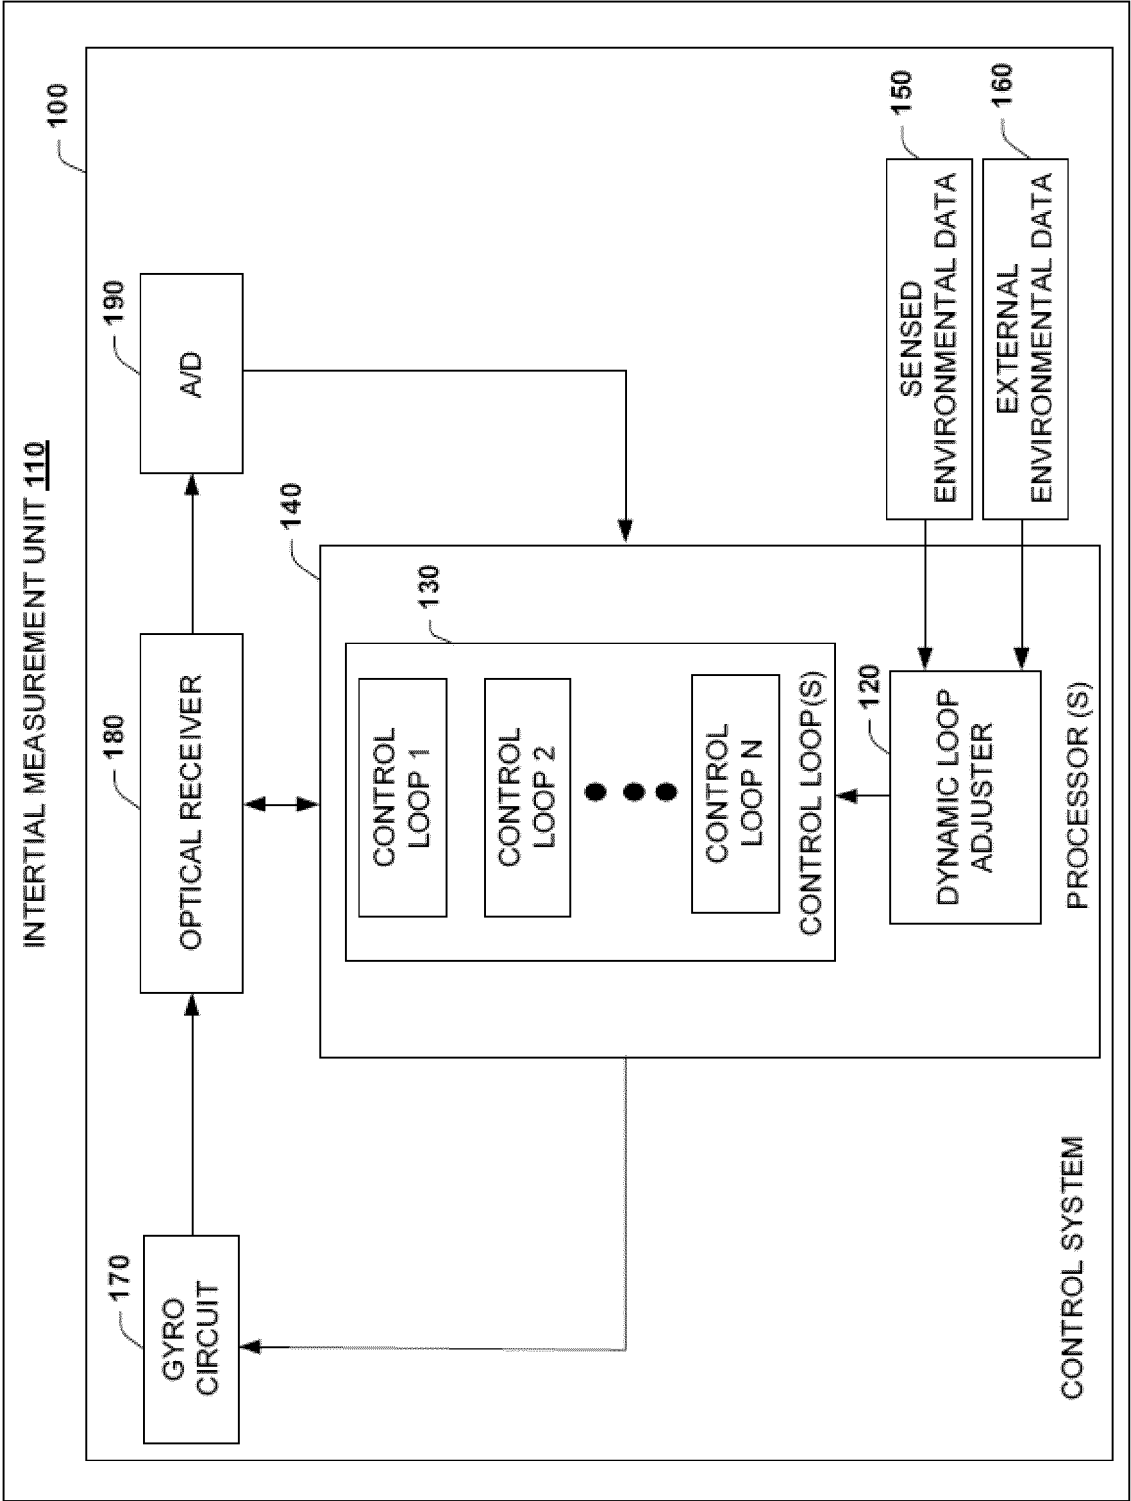 INTERTIAL MEASUREMENT UNIT 110
100
170
GYRO
CIRCUIT
180
OPTICAL RECEIVER
190
A/D
140
130
CONTROL
LOOP 1
CONTROL
LOOP 2
CONTROL
LOOP N
CONTROL LOOP(S)
120
DYNAMIC LOOP
ADJUSTER
PROCESSOR (S)
150
SENSED
ENVIRONMENTAL DATA
160
EXTERNAL
ENVIRONMENTAL DATA
CONTROL SYSTEM